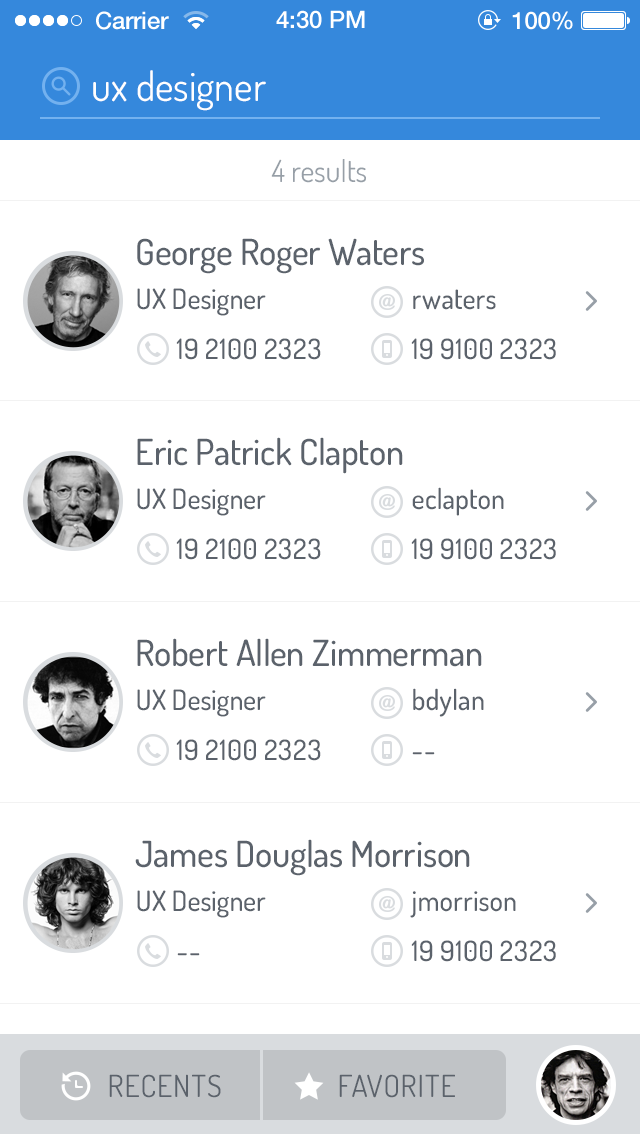 Carrier 4:30 PM 100%
ux designer
4 results
George Roger Waters
UX Designer @ rwaters
19 2100 2323 19 9100 2323
Eric Patrick Clapton
UX Designer @ eclapton
19 2100 2323 19 9100 2323
Robert Allen Zimmerman
UX Designer @ bdylan
19 2100 2323 --
James Douglas Morrison
UX Designer @ jmorrison
-- 19 9100 2323
RECENTS FAVORITE